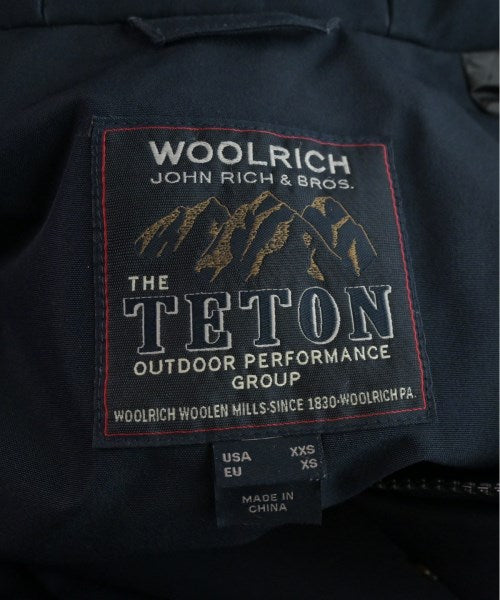 WOOLRICH
JOHN RICH & BROS.
THE
TETON
OUTDOOR PERFORMANCE
GROUP
WOOLRICH WOOLEN MILLS·SINCE 1830·WOOLRICH PA.
USA XXS
EU XS
MADE IN
CHINA